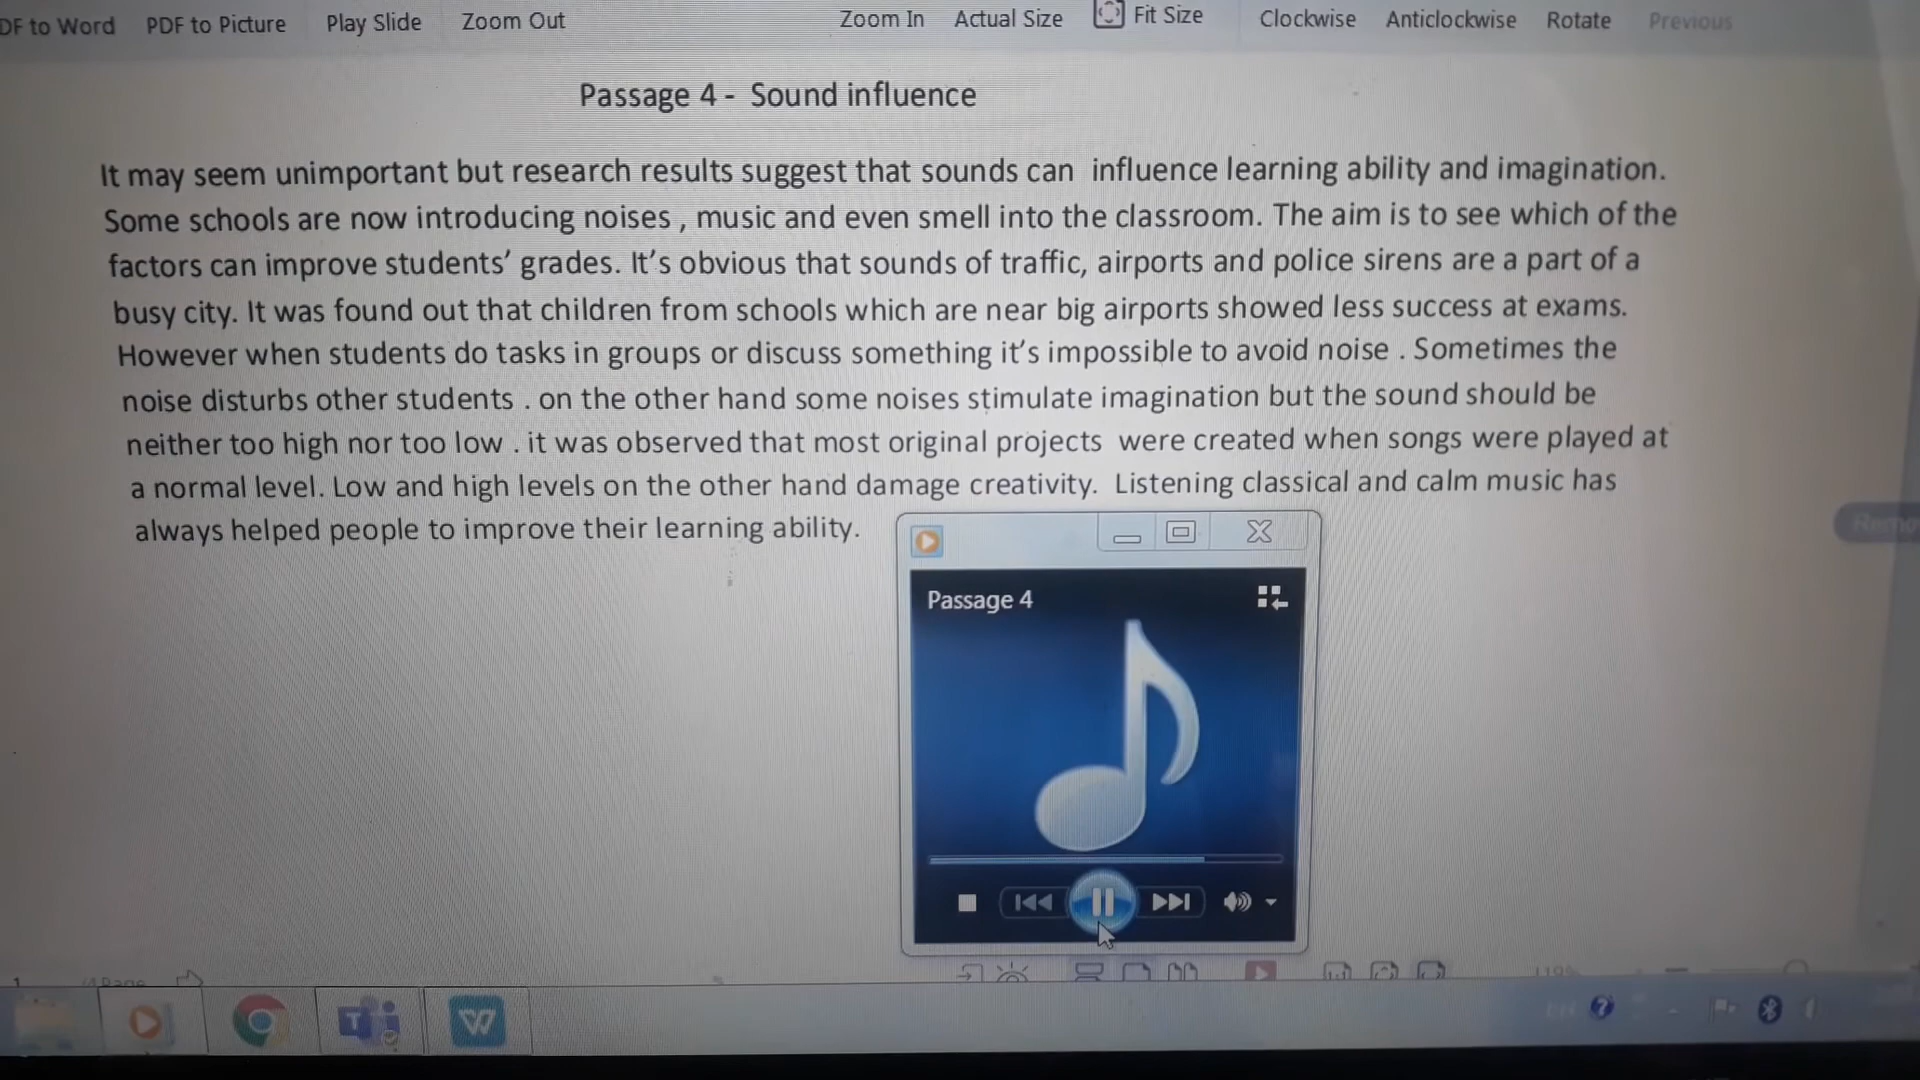 DF to Word PDF to Picture Play Slide Zoom Out Zoom In Actual Size Fit Size Clockwise Anticlockwise Rotate Previous
Passage 4 - Sound influence
It may seem unimportant but research results suggest that sounds can influence learning ability and imagination.
Some schools are now introducing noises , music and even smell into the classroom. The aim is to see which of the
factors can improve students' grades. It's obvious that sounds of traffic, airports and police sirens are a part of a
busy city. It was found out that children from schools which are near big airports showed less success at exams.
However when students do tasks in groups or discuss something it's impossible to avoid noise . Sometimes the
noise disturbs other students . on the other hand some noises stimulate imagination but the sound should be
neither too high nor too low . it was observed that most original projects were created when songs were played at
a normal level. Low and high levels on the other hand damage creativity. Listening classical and calm music has
always helped people to improve their learning ability.
Passage 4